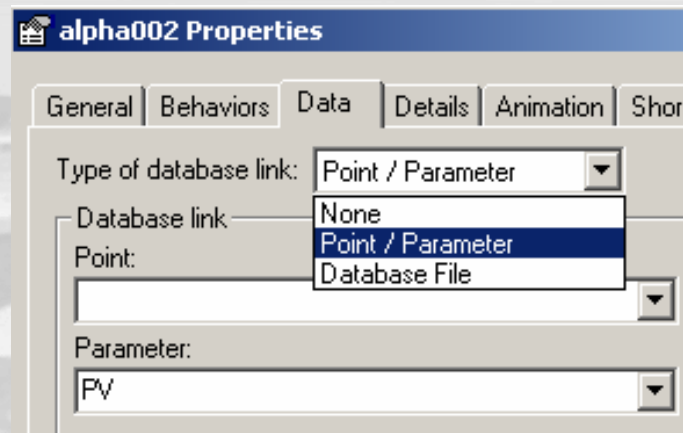 alpha002 Properties
General Behaviors Data Details Animation Shor
Type of database link: Point / Parameter
None
Point / Parameter
Database File
Database link
Point:
Parameter:
PV